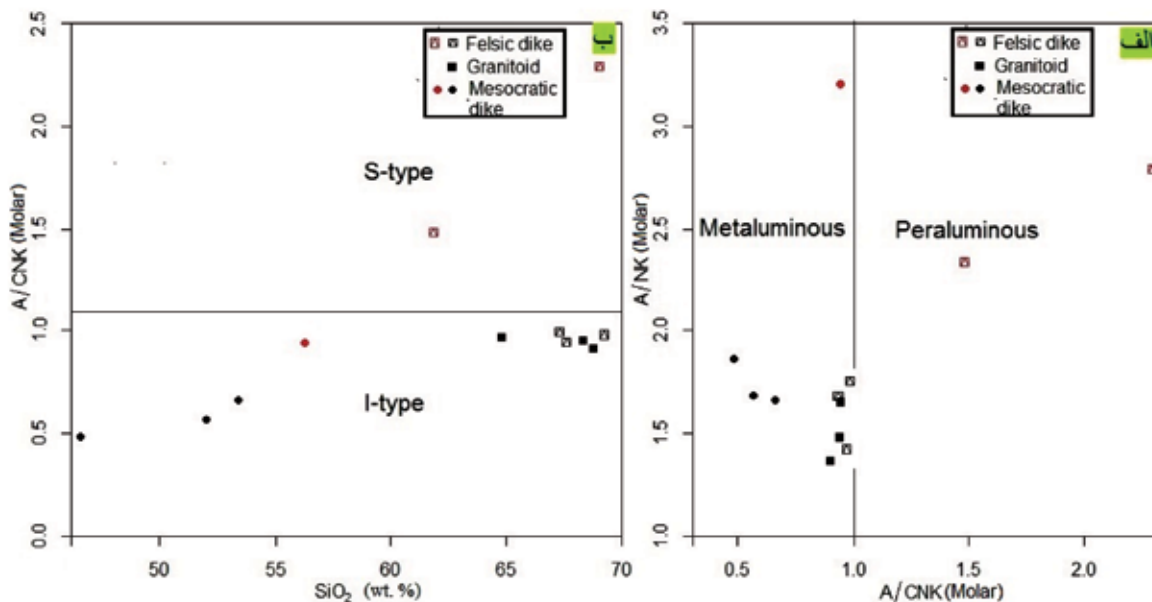 2.5
2.0
1.5
1.0
0.5
0.0
A/CNK (Molar)
Felsic dike
Granitoid
Mesocratic
dike
ب
S-type
I-type
50
55
60
65
70
SiO₂ (wt. %)
3.5
3.0
2.5
2.0
1.5
1.0
A/NK (Molar)
Felsic dike
Granitoid
Mesocratic
dike
الف
Metaluminous
Peraluminous
0.5
1.0
1.5
2.0
A/CNK (Molar)